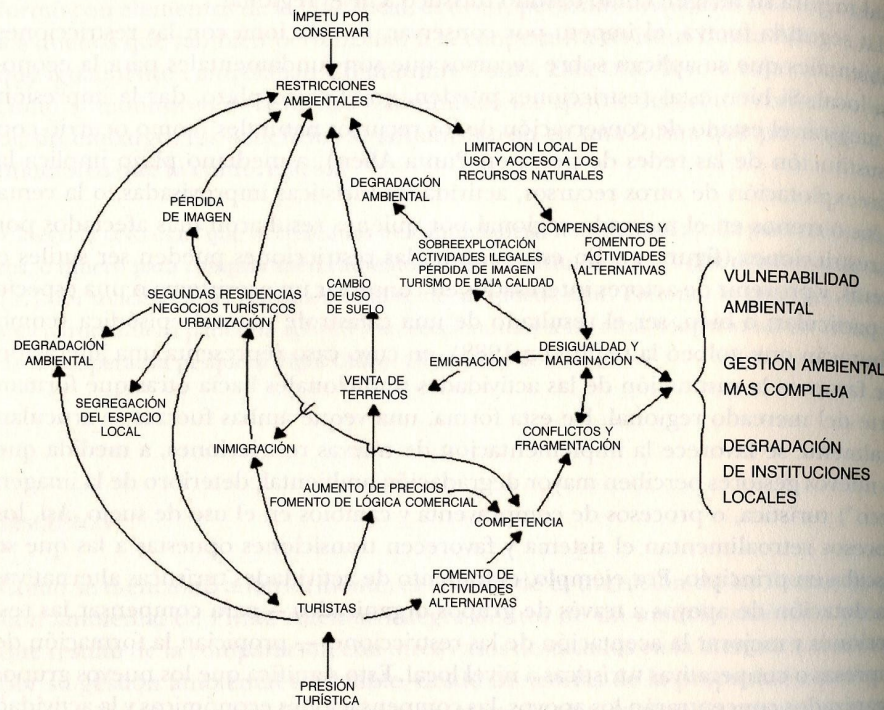 ÍMPETU POR
CONSERVAR
RESTRICCIONES
AMBIENTALES
LIMITACION LOCAL DE
USO Y ACCESO A LOS
RECURSOS NATURALES
DEGRADACIÓN
AMBIENTAL
PÉRDIDA
DE IMAGEN
COMPENSACIONES Y
FOMENTO DE
ACTIVIDADES
ALTERNATIVAS
SOBREEXPLOTACIÓN
ACTIVIDADES ILEGALES
PÉRDIDA DE IMAGEN
TURISMO DE BAJA CALIDAD
VULNERABILIDAD
AMBIENTAL
SEGUNDAS RESIDENCIAS
NEGOCIOS TURÍSTICOS
URBANIZACIÓN
CAMBIO
DE USO
DE SUELO
DEGRADACIÓN
AMBIENTAL
EMIGRACIÓN
DESIGUALDAD Y
MARGINACIÓN
GESTIÓN AMBIENTAL
MÁS COMPLEJA
VENTA DE
TERRENOS
SEGREGACIÓN
DEL ESPACIO
LOCAL
INMIGRACIÓN
CONFLICTOS Y
FRAGMENTACIÓN
DEGRADACIÓN
DE INSTITUCIONES
LOCALES
AUMENTO DE PRECIOS
FOMENTO DE LÓGICA COMERCIAL
COMPETENCIA
FOMENTO DE
ACTIVIDADES
ALTERNATIVAS
TURISTAS
PRESIÓN
TURÍSTICA